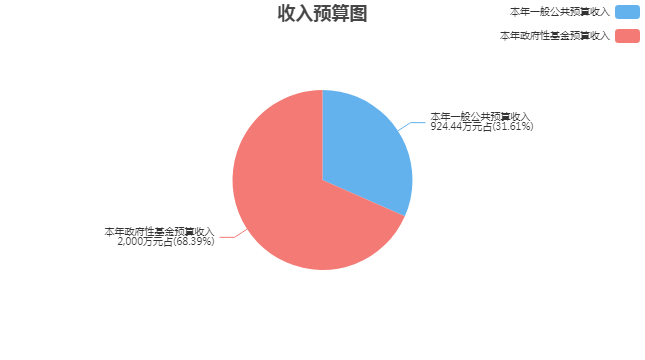 收入预算图
本年一般公共预算收入
本年政府性基金预算收入
本年一般公共预算收入
924.44万元占(31.61%)
本年政府性基金预算收入
2,000万元占(68.39%)